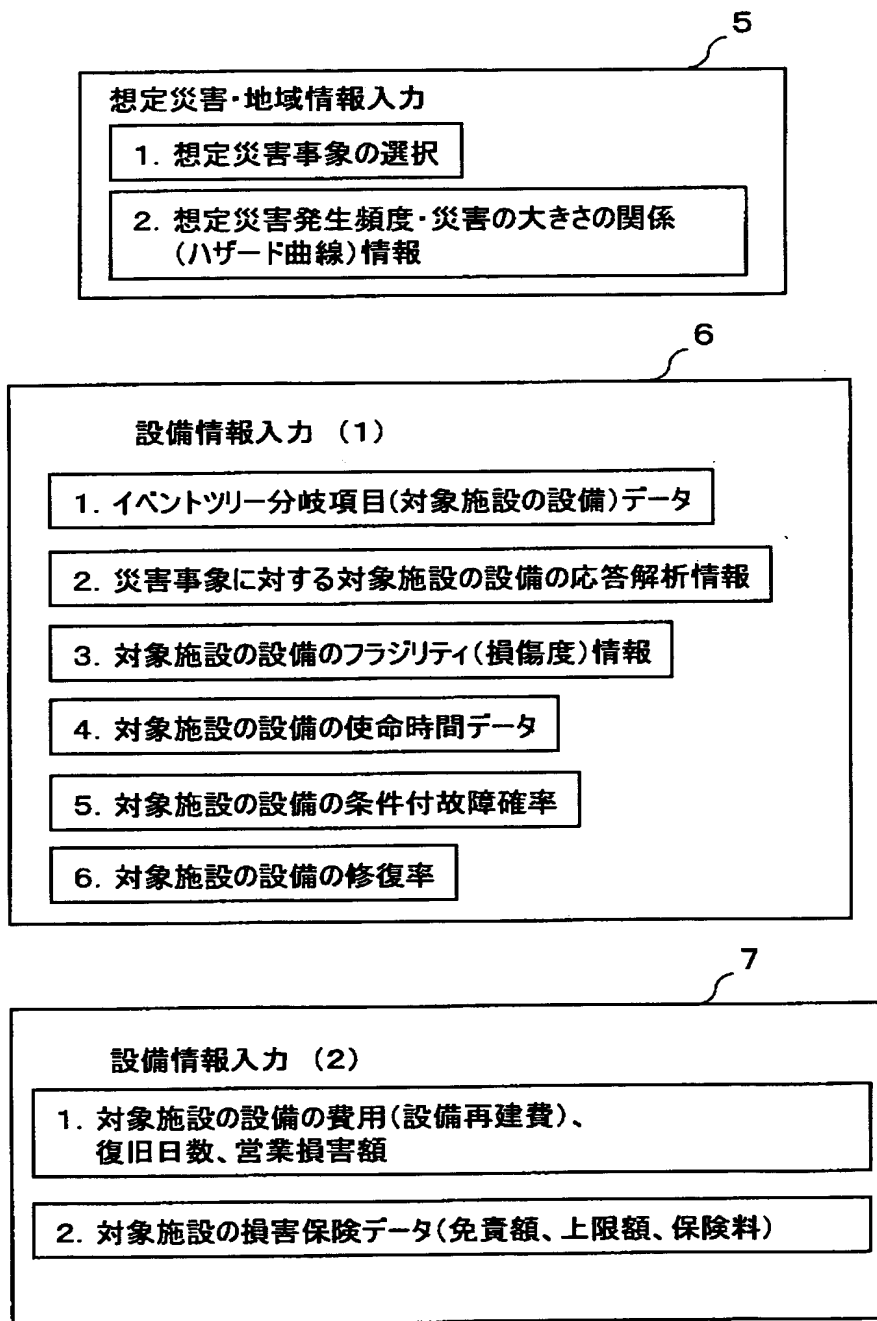 5
想定災害・地域情報入力
1. 想定災害事象の選択
2. 想定災害発生頻度・災害の大きさの関係
(ハザード曲線)情報
6
設備情報入力 (1)
1. イベントツリー分岐項目(対象施設の設備)データ
2. 災害事象に対する対象施設の設備の応答解析情報
3. 対象施設の設備のフラジリティ(損傷度)情報
4. 対象施設の設備の使命時間データ
5. 対象施設の設備の条件付故障確率
6. 対象施設の設備の修復率
7
設備情報入力 (2)
1. 対象施設の設備の費用(設備再建費)、
復旧日数、営業損害額
2. 対象施設の損害保険データ(免責額、上限額、保険料)